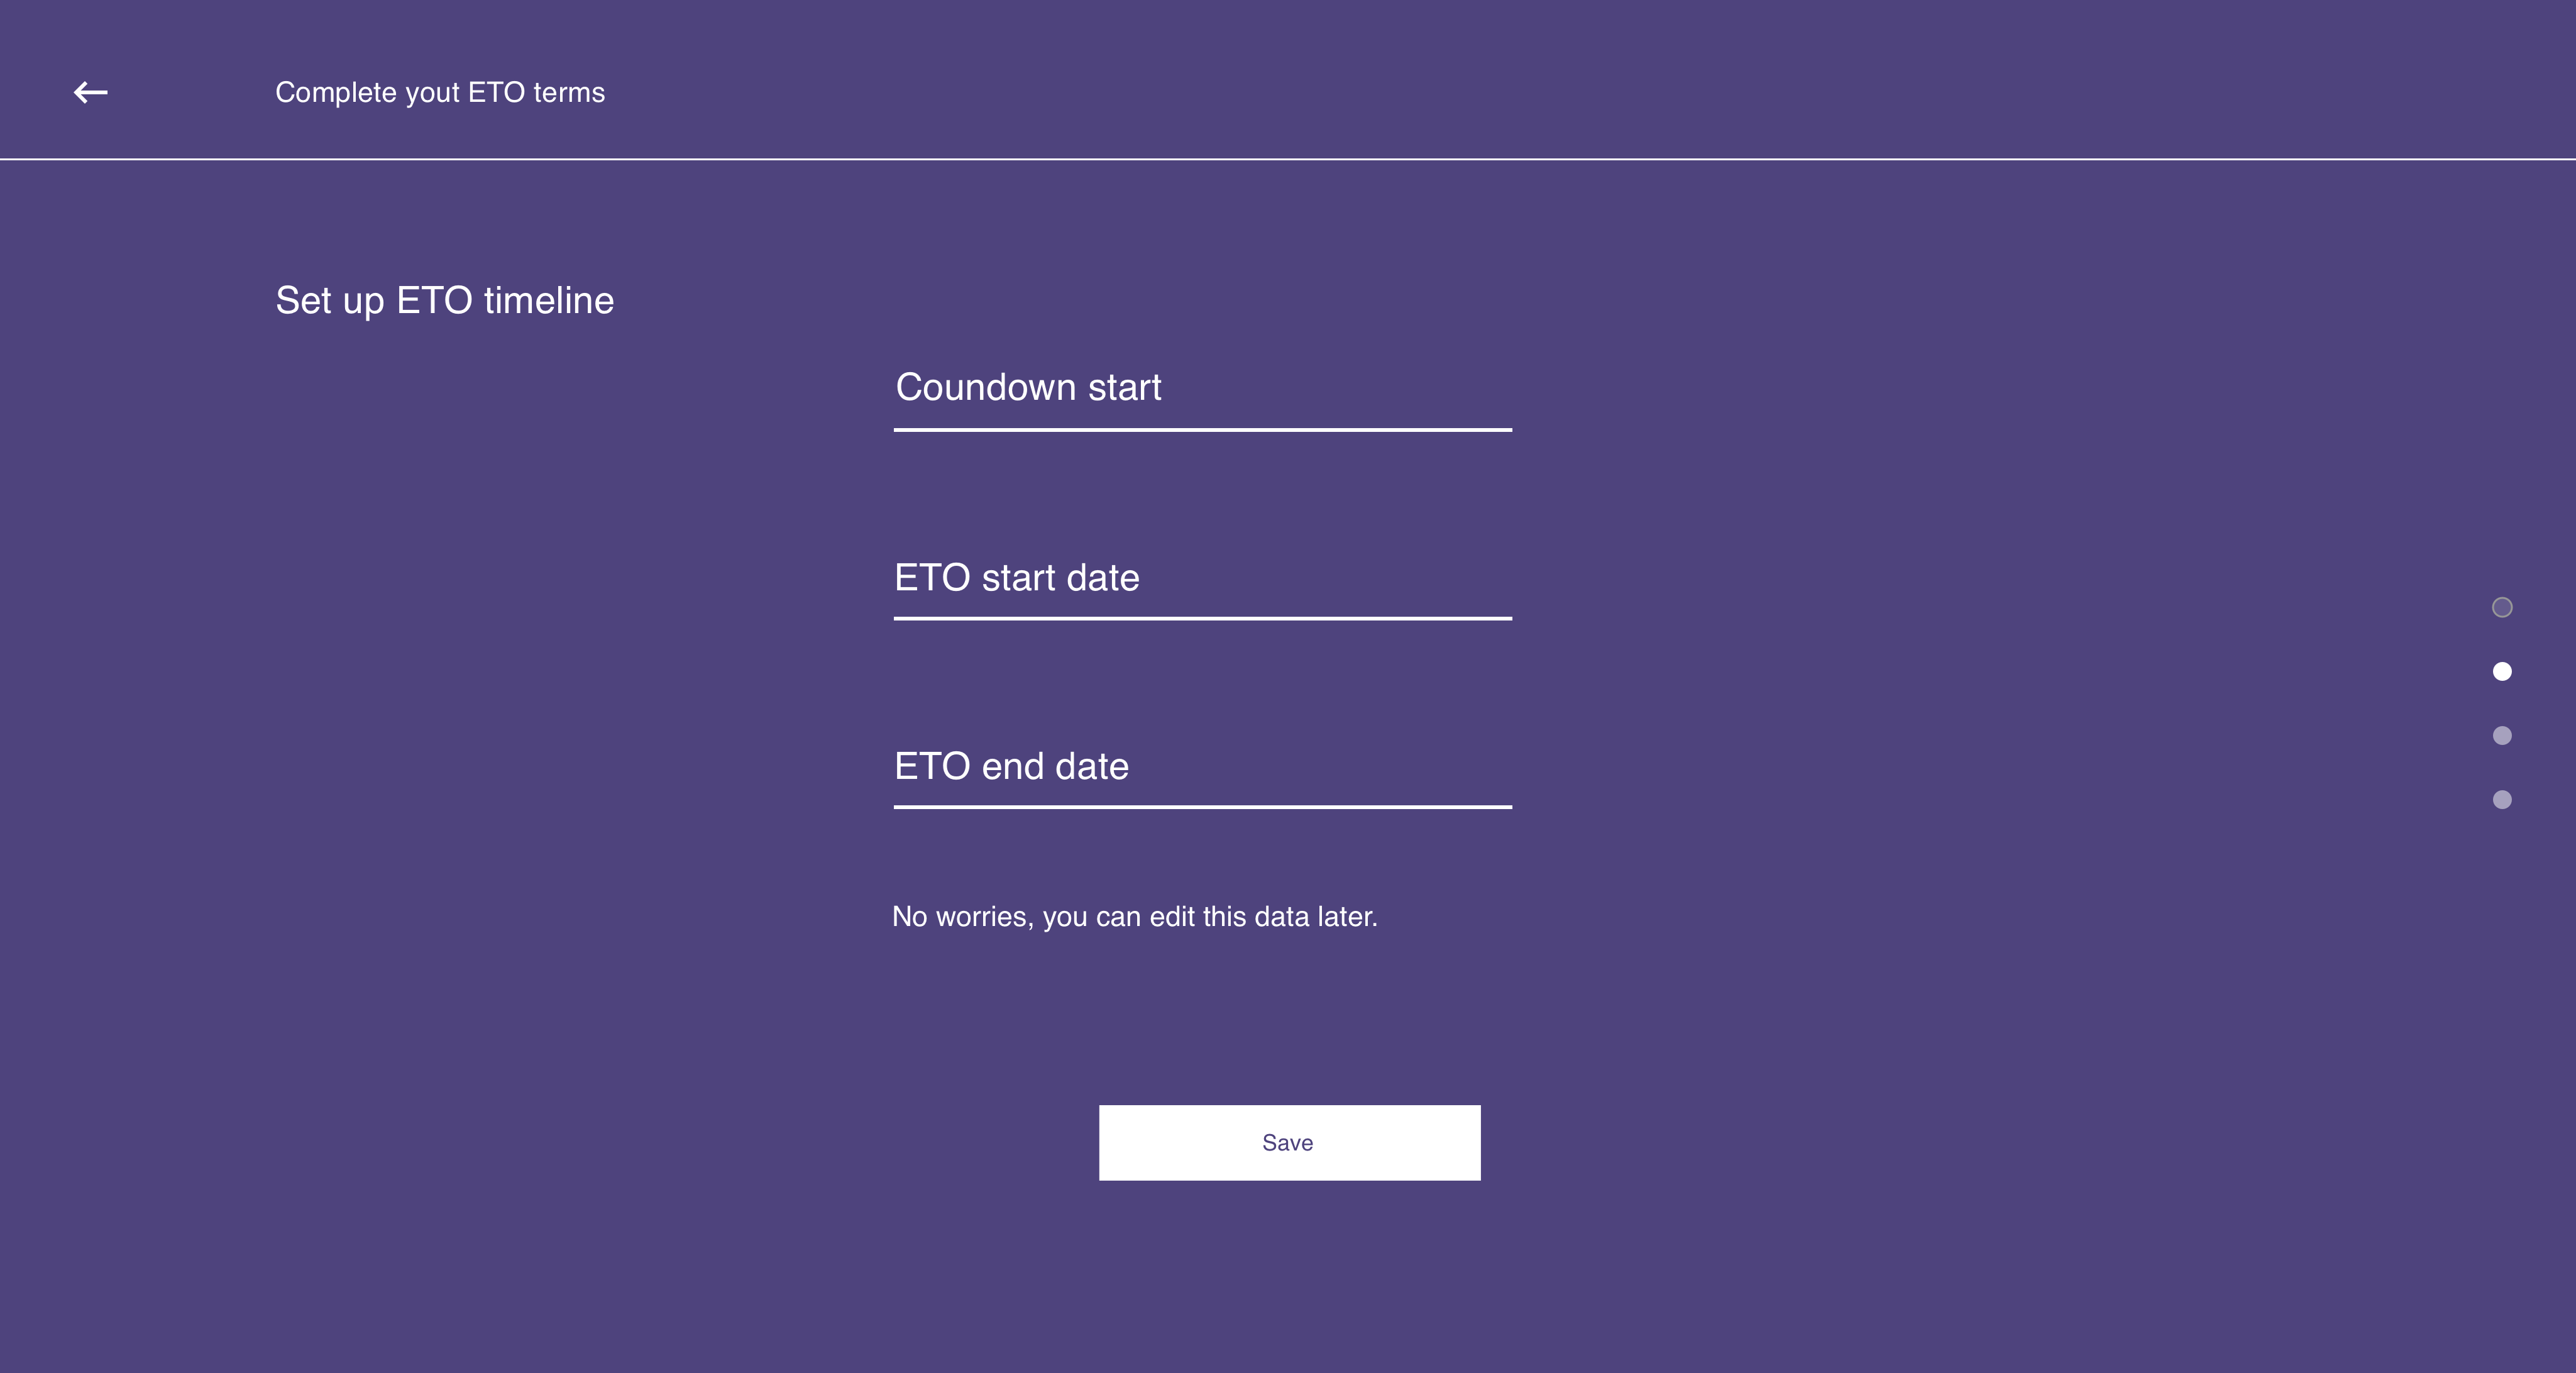 Complete yout ETO terms
Set up ETO timeline
Coundown start
ETO start date
ETO end date
No worries, you can edit this data later.
Save